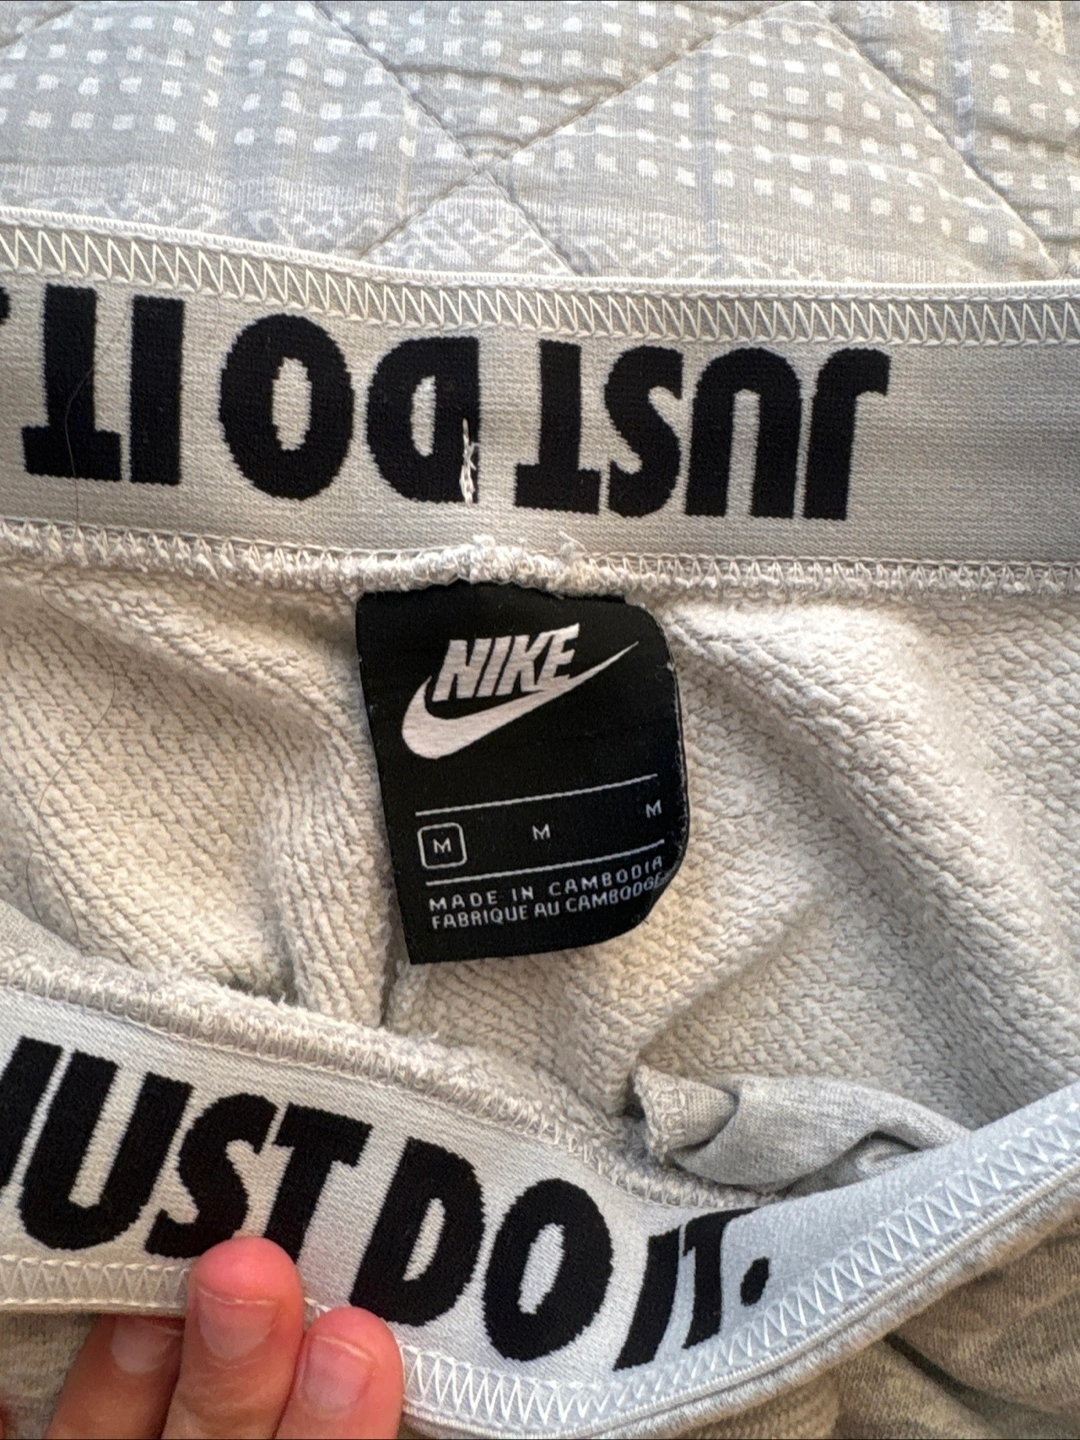 JUST DO IT.
NIKE
M M M
MADE IN CAMBODIA
FABRIQUE AU CAMBODGE
JUST DO IT.